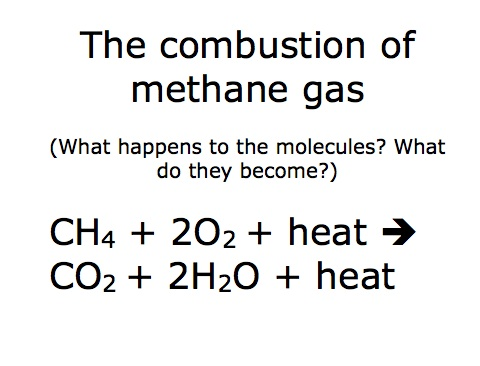 The combustion of
methane gas
(What happens to the molecules? What
do they become?)
CH₄ + 2O₂ + heat ➔
CO₂ + 2H₂O + heat